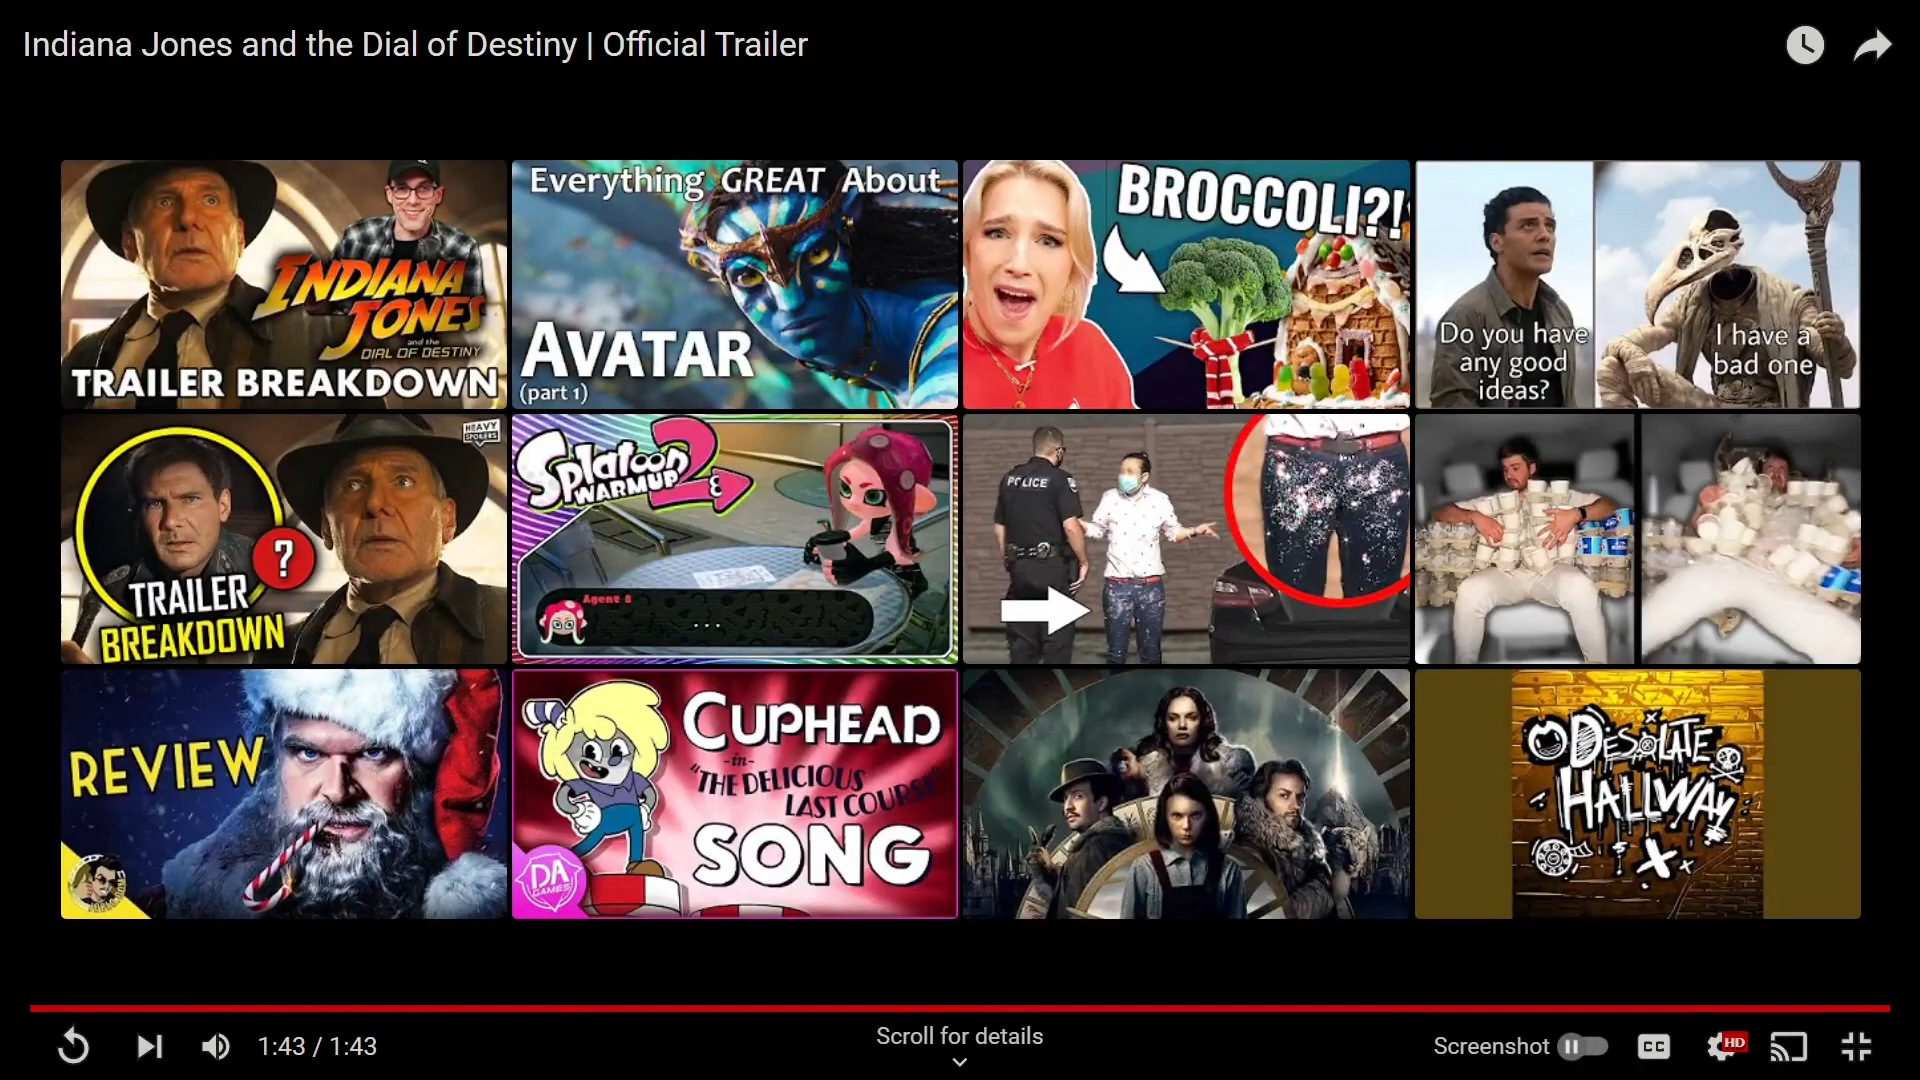 Indiana Jones and the Dial of Destiny | Official Trailer
INDIANA
JONES
and the
DIAL OF DESTINY
TRAILER BREAKDOWN
Everything GREAT About
AVATAR
(part 1)
BROCCOLI?!
Do you have
any good
ideas?
I have a
bad one
HEAVY
SPOILERS
?
TRAILER
BREAKDOWN
Splatoon 2
WARMUP
Agent 8
...
POLICE
REVIEW
CUPHEAD
-in-
"THE DELICIOUS
LAST COURSE"
SONG
DA
GAMES
DESOLATE
HALLWAY
1:43 / 1:43
Scroll for details
Screenshot
CC
HD